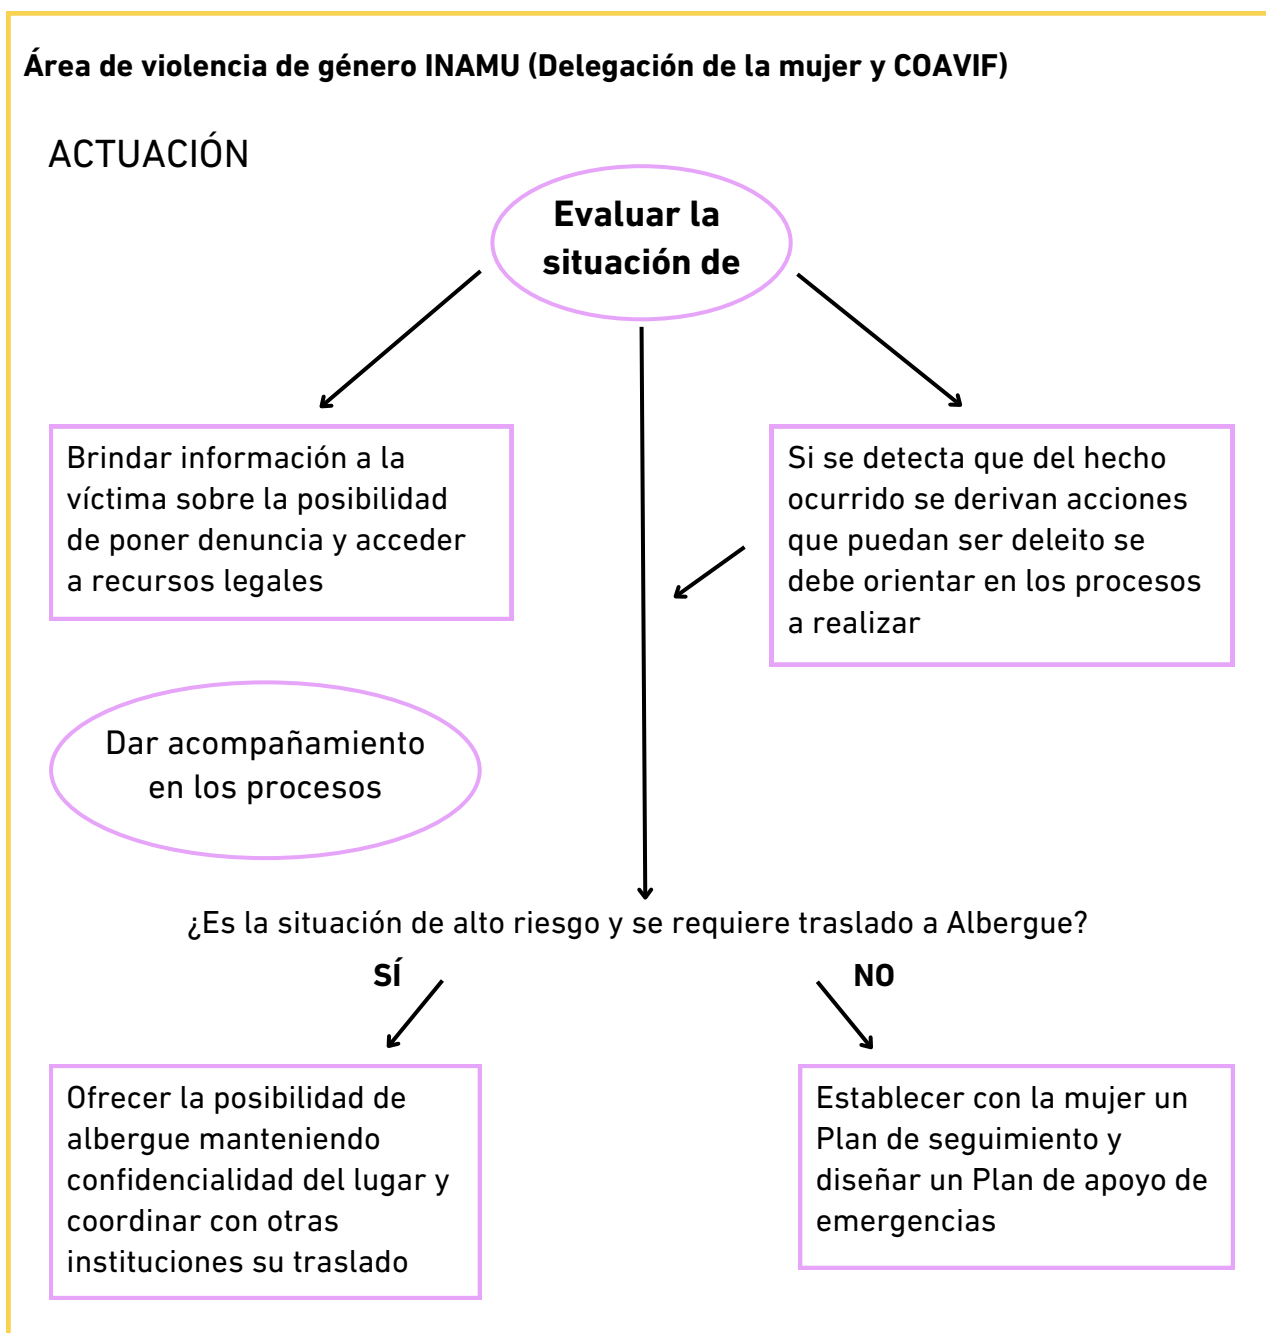 Área de violencia de género INAMU (Delegación de la mujer y COAVIF)
ACTUACIÓN
Evaluar la
situación de
Brindar información a la
víctima sobre la posibilidad
de poner denuncia y acceder
a recursos legales
Si se detecta que del hecho
ocurrido se derivan acciones
que puedan ser deleito se
debe orientar en los procesos
a realizar
Dar acompañamiento
en los procesos
¿Es la situación de alto riesgo y se requiere traslado a Albergue?
SÍ
NO
Ofrecer la posibilidad de
albergue manteniendo
confidencialidad del lugar y
coordinar con otras
instituciones su traslado
Establecer con la mujer un
Plan de seguimiento y
diseñar un Plan de apoyo de
emergencias